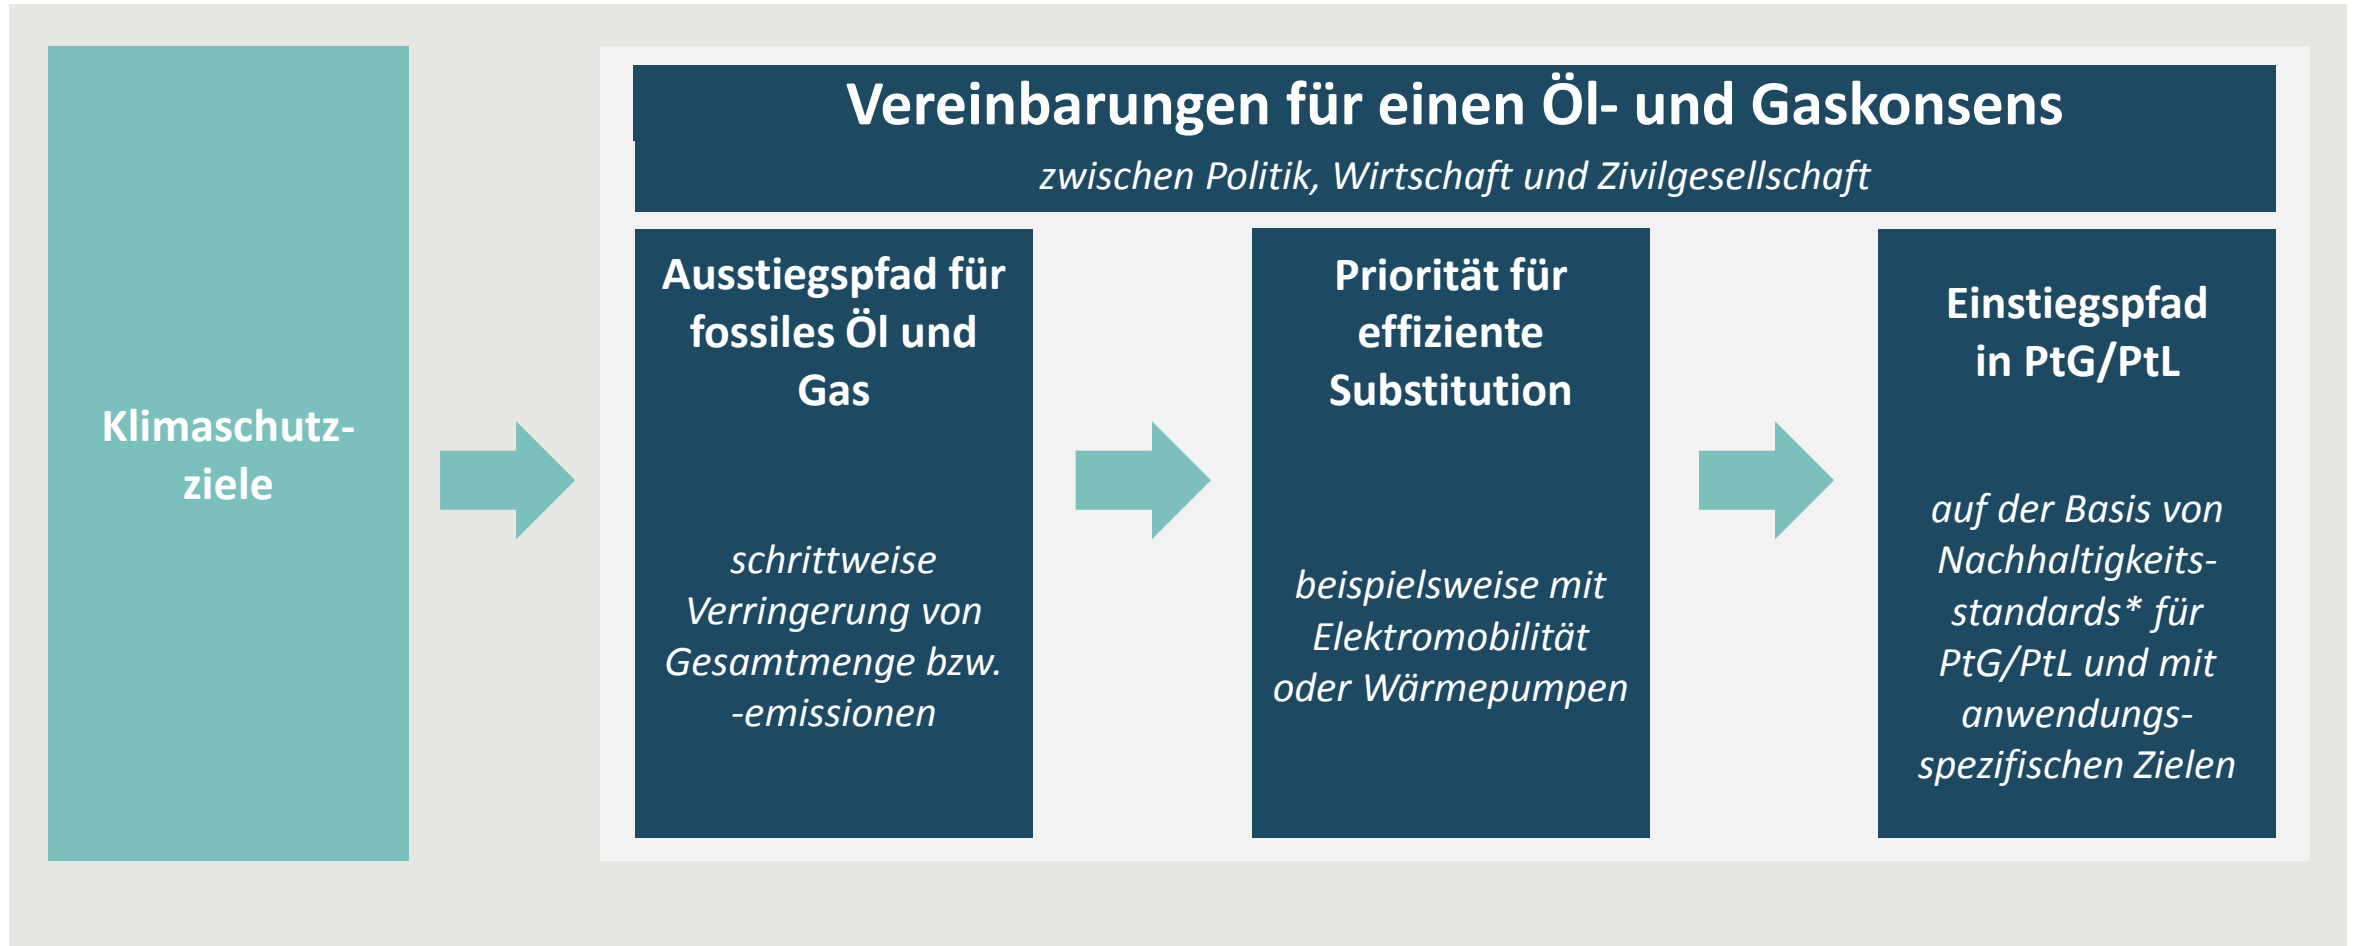 Klimaschutz-
ziele
Vereinbarungen für einen Öl- und Gaskonsens
zwischen Politik, Wirtschaft und Zivilgesellschaft
Ausstiegspfad für
fossiles Öl und
Gas
schrittweise
Verringerung von
Gesamtmenge bzw.
-emissionen
Priorität für
effiziente
Substitution
beispielsweise mit
Elektromobilität
oder Wärmepumpen
Einstiegspfad
in PtG/PtL
auf der Basis von
Nachhaltigkeits-
standards* für
PtG/PtL und mit
anwendungs-
spezifischen Zielen